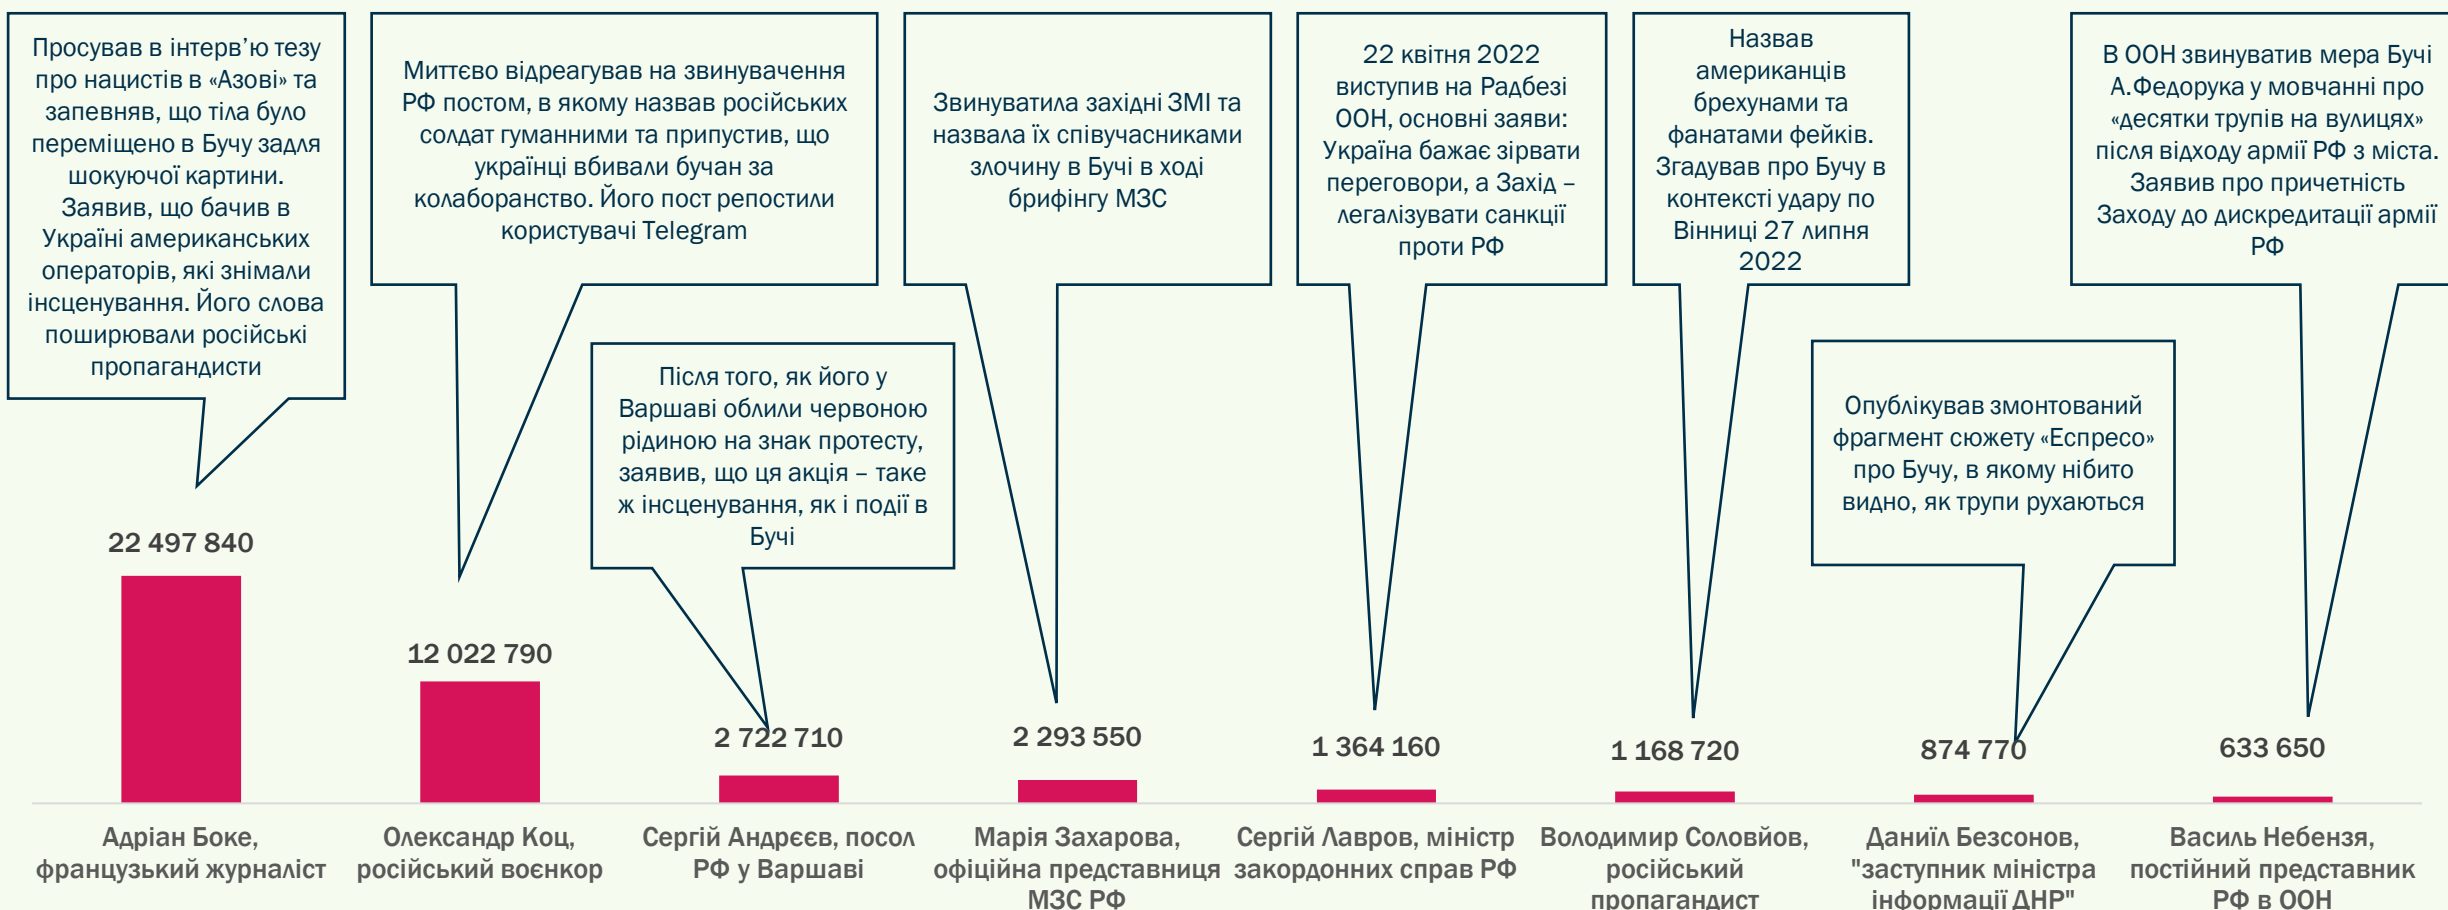 Просував в інтерв’ю тезу
про нацистів в «Азові» та
запевняв, що тіла було
переміщено в Бучу задля
шокуючої картини.
Заявив, що бачив в
Україні американських
операторів, які знімали
інсценування. Його слова
поширювали російські
пропагандисти
Миттєво відреагував на звинувачення
РФ постом, в якому назвав російських
солдат гуманними та припустив, що
українці вбивали бучан за
колаборанство. Його пост репостили
користувачі Telegram
Після того, як його у
Варшаві облили червоною
рідиною на знак протесту,
заявив, що ця акція – таке
ж інсценування, як і події в
Бучі
Звинуватила західні ЗМІ та
назвала їх співучасниками
злочину в Бучі в ході
брифінгу МЗС
22 квітня 2022
виступив на Радбезі
ООН, основні заяви:
Україна бажає зірвати
переговори, а Захід –
легалізувати санкції
проти РФ
Назвав
американців
брехунами та
фанатами фейків.
Згадував про Бучу в
контексті удару по
Вінниці 27 липня
2022
Опублікував змонтований
фрагмент сюжету «Еспресо»
про Бучу, в якому нібито
видно, як трупи рухаються
В ООН звинуватив мера Бучі
А.Федорука у мовчанні про
«десятки трупів на вулицях»
після відходу армії РФ з міста.
Заявив про причетність
Заходу до дискредитації армії
РФ
22 497 840
12 022 790
2 722 710
2 293 550
1 364 160
1 168 720
874 770
633 650
Адріан Боке,
французький журналіст
Олександр Коц,
російський воєнкор
Сергій Андрєєв, посол
РФ у Варшаві
Марія Захарова,
офіційна представниця
МЗС РФ
Сергій Лавров, міністр
закордонних справ РФ
Володимир Соловйов,
російський
пропагандист
Даниїл Безсонов,
"заступник міністра
інформації ДНР"
Василь Небензя,
постійний представник
РФ в ООН